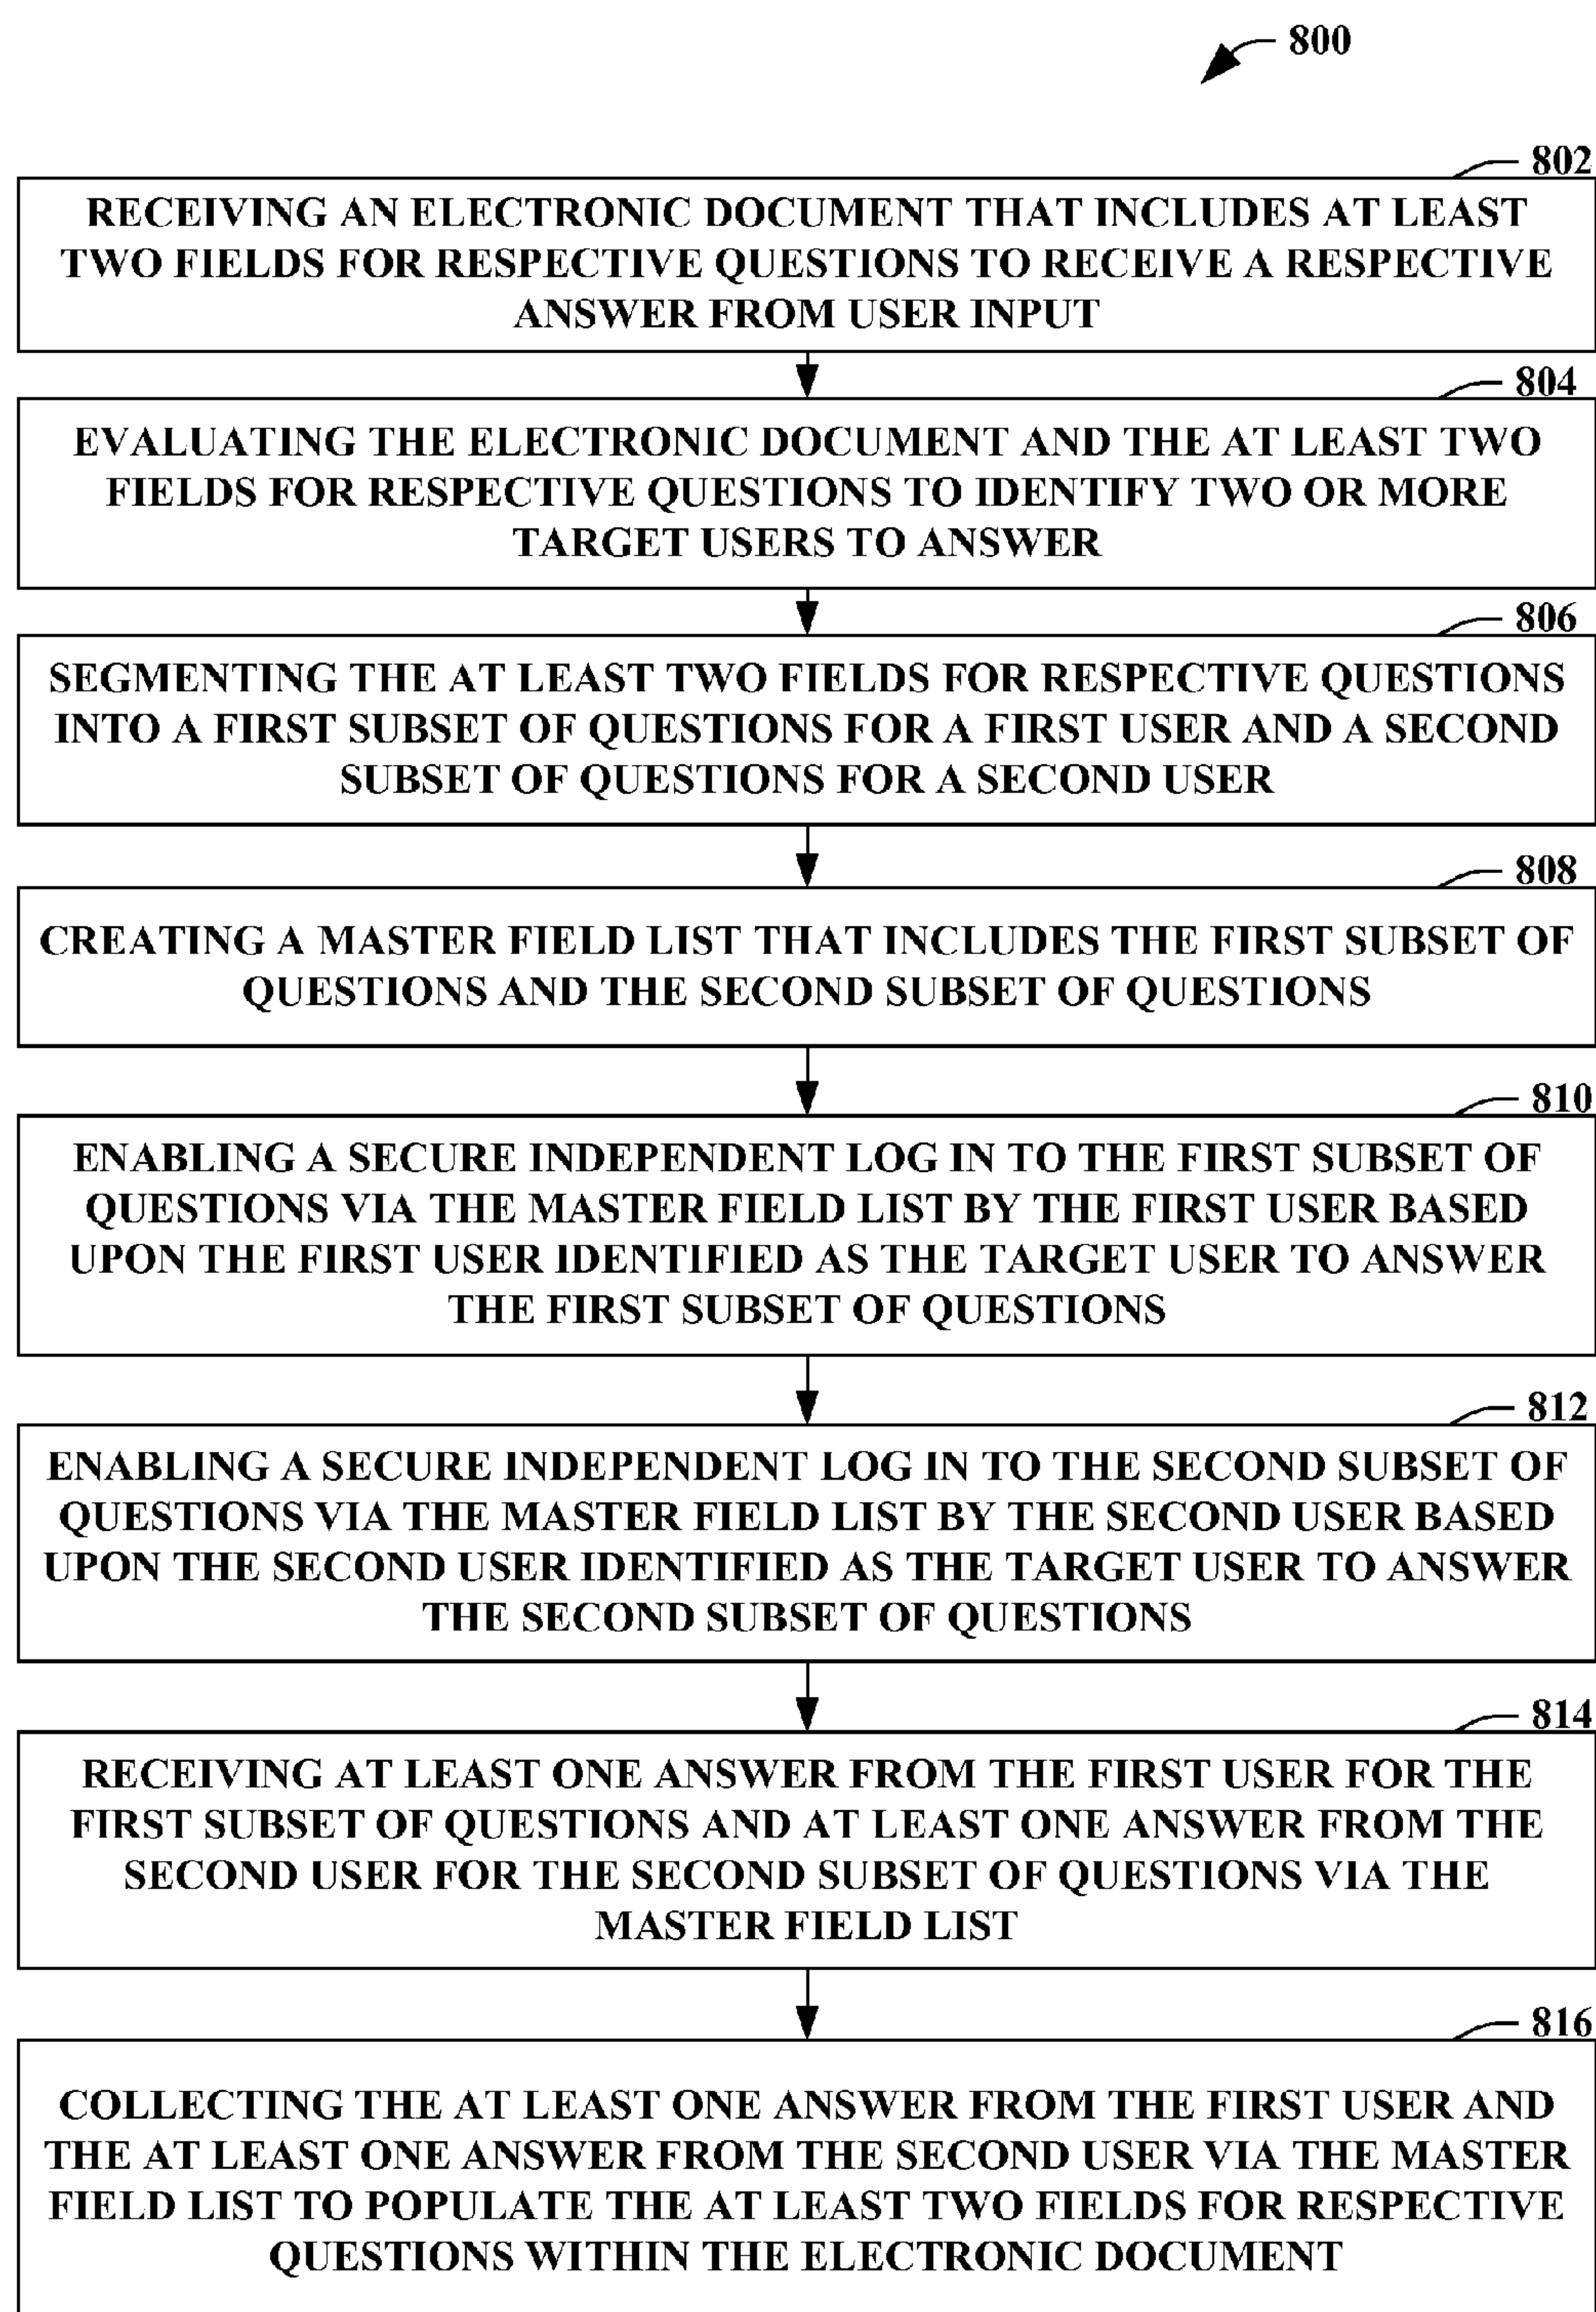 800
802
RECEIVING AN ELECTRONIC DOCUMENT THAT INCLUDES AT LEAST
TWO FIELDS FOR RESPECTIVE QUESTIONS TO RECEIVE A RESPECTIVE
ANSWER FROM USER INPUT
804
EVALUATING THE ELECTRONIC DOCUMENT AND THE AT LEAST TWO
FIELDS FOR RESPECTIVE QUESTIONS TO IDENTIFY TWO OR MORE
TARGET USERS TO ANSWER
806
SEGMENTING THE AT LEAST TWO FIELDS FOR RESPECTIVE QUESTIONS
INTO A FIRST SUBSET OF QUESTIONS FOR A FIRST USER AND A SECOND
SUBSET OF QUESTIONS FOR A SECOND USER
808
CREATING A MASTER FIELD LIST THAT INCLUDES THE FIRST SUBSET OF
QUESTIONS AND THE SECOND SUBSET OF QUESTIONS
810
ENABLING A SECURE INDEPENDENT LOG IN TO THE FIRST SUBSET OF
QUESTIONS VIA THE MASTER FIELD LIST BY THE FIRST USER BASED
UPON THE FIRST USER IDENTIFIED AS THE TARGET USER TO ANSWER
THE FIRST SUBSET OF QUESTIONS
812
ENABLING A SECURE INDEPENDENT LOG IN TO THE SECOND SUBSET OF
QUESTIONS VIA THE MASTER FIELD LIST BY THE SECOND USER BASED
UPON THE SECOND USER IDENTIFIED AS THE TARGET USER TO ANSWER
THE SECOND SUBSET OF QUESTIONS
814
RECEIVING AT LEAST ONE ANSWER FROM THE FIRST USER FOR THE
FIRST SUBSET OF QUESTIONS AND AT LEAST ONE ANSWER FROM THE
SECOND USER FOR THE SECOND SUBSET OF QUESTIONS VIA THE
MASTER FIELD LIST
816
COLLECTING THE AT LEAST ONE ANSWER FROM THE FIRST USER AND
THE AT LEAST ONE ANSWER FROM THE SECOND USER VIA THE MASTER
FIELD LIST TO POPULATE THE AT LEAST TWO FIELDS FOR RESPECTIVE
QUESTIONS WITHIN THE ELECTRONIC DOCUMENT